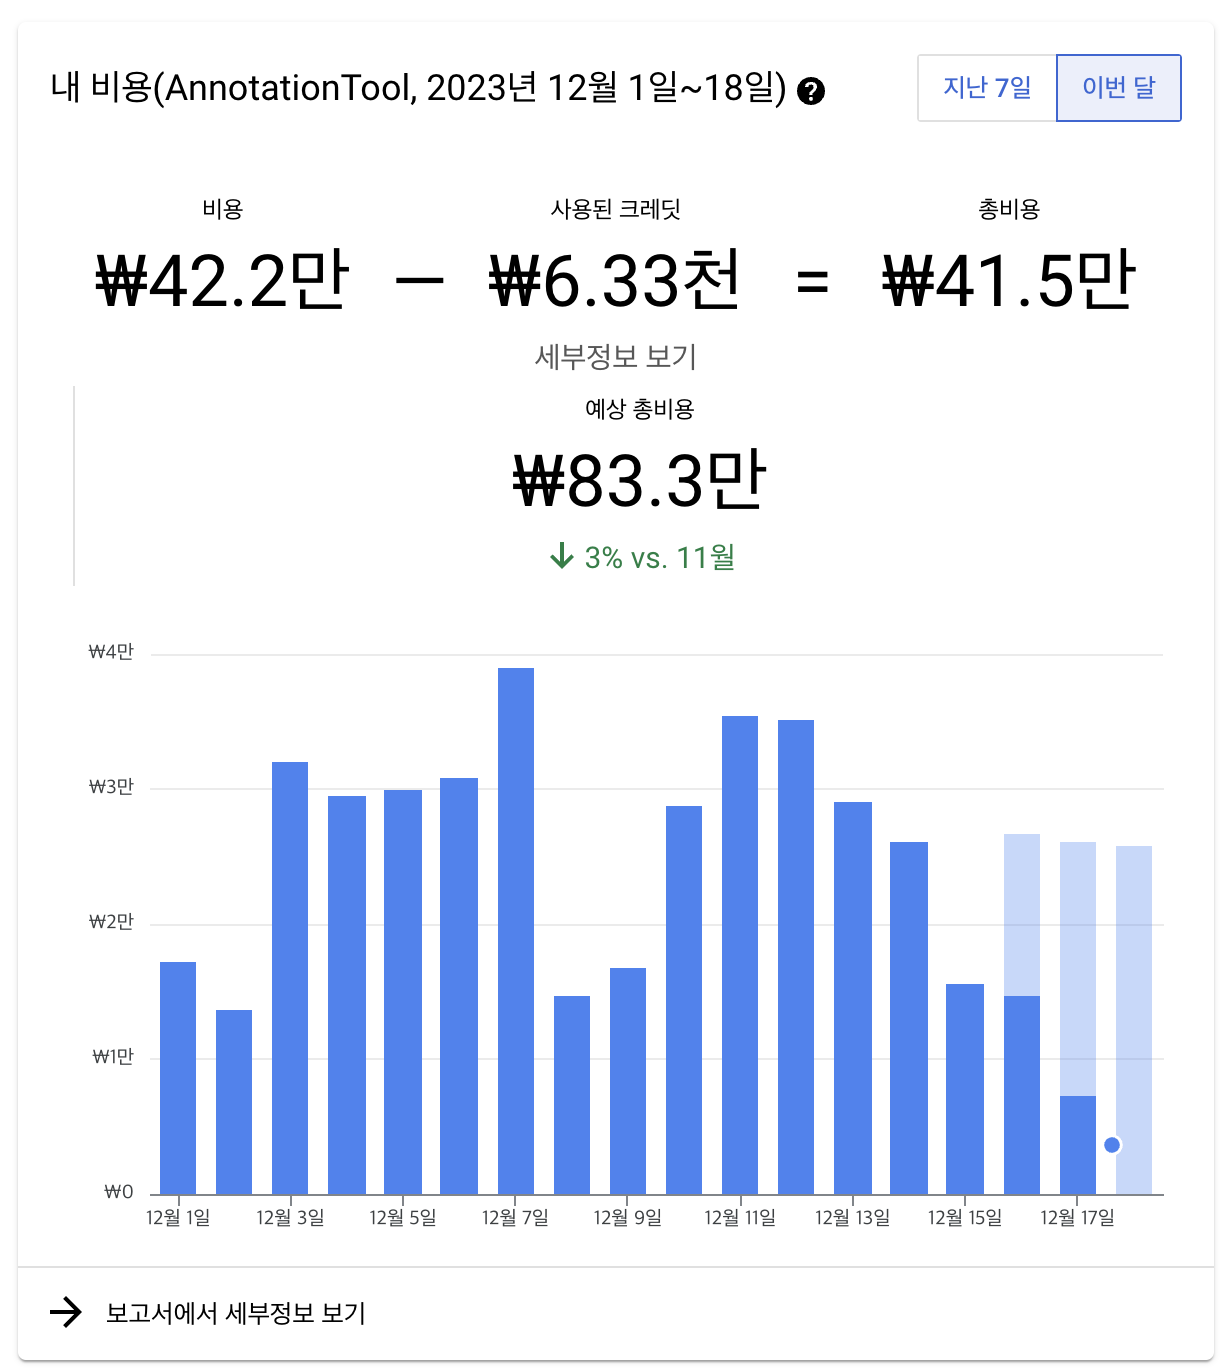 내 비용(AnnotationTool, 2023년 12월 1일~18일) ?
지난 7일 이번 달
비용 사용된 크레딧 총비용
₩42.2만 – ₩6.33천 = ₩41.5만
세부정보 보기
예상 총비용
₩83.3만
↓ 3% vs. 11월
₩4만
₩3만
₩2만
₩1만
₩0
12월 1일 12월 3일 12월 5일 12월 7일 12월 9일 12월 11일 12월 13일 12월 15일 12월 17일
→ 보고서에서 세부정보 보기